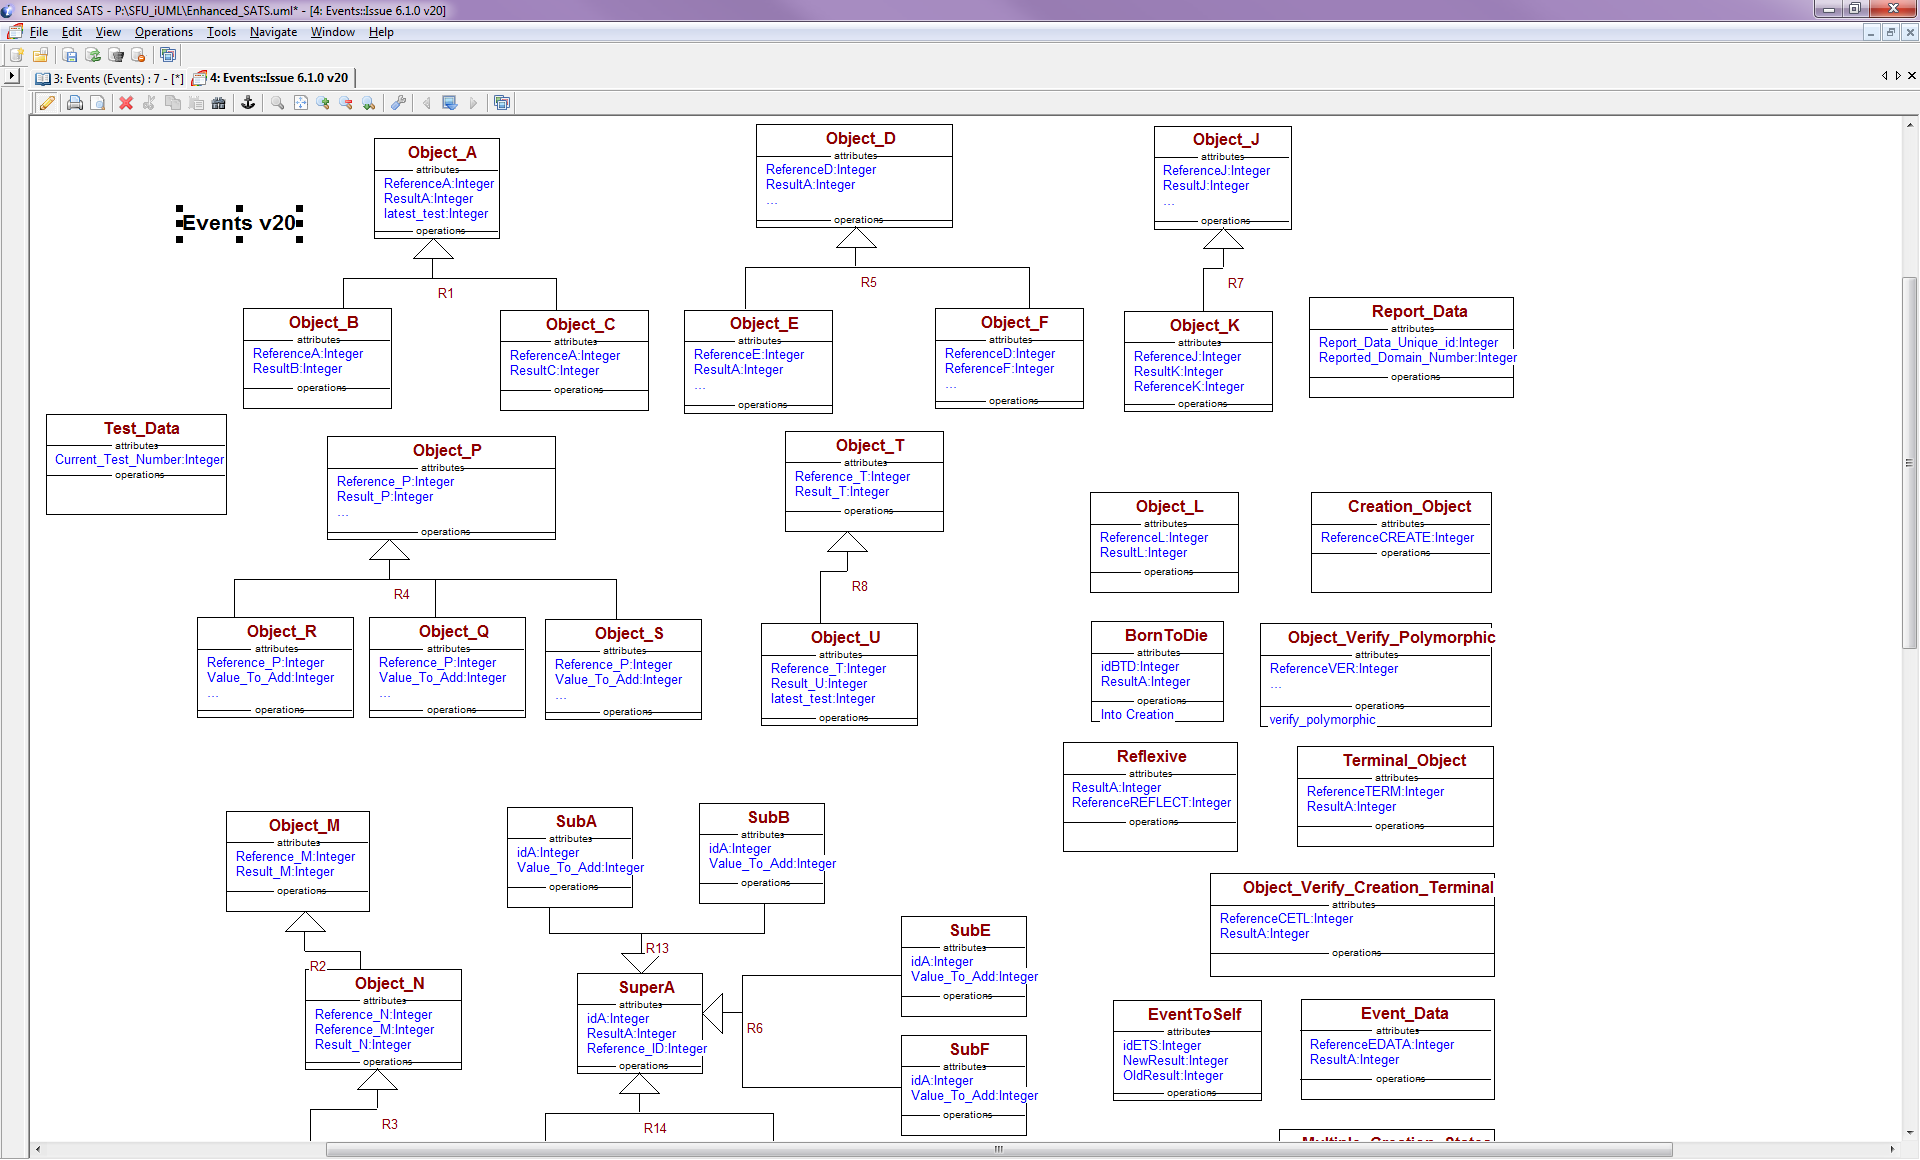 Enhanced SATS - P:\SFU_iUML\Enhanced_SATS.uml* - [4: Events::Issue 6.1.0 v20]
File Edit View Operations Tools Navigate Window Help
3: Events (Events) : 7 - [*]
4: Events::Issue 6.1.0 v20
Events v20
Object_A
attributes
ReferenceA:Integer
ResultA:Integer
latest_test:Integer
operations
R1
Object_D
attributes
ReferenceD:Integer
ResultA:Integer
...
operations
R5
Object_J
attributes
ReferenceJ:Integer
ResultJ:Integer
...
operations
R7
Object_B
attributes
ReferenceA:Integer
ResultB:Integer
operations
Object_C
attributes
ReferenceA:Integer
ResultC:Integer
operations
Object_E
attributes
ReferenceE:Integer
ResultA:Integer
...
operations
Object_F
attributes
ReferenceD:Integer
ReferenceF:Integer
...
operations
Object_K
attributes
ReferenceJ:Integer
ResultK:Integer
ReferenceK:Integer
operations
Report_Data
attributes
Report_Data_Unique_id:Integer
Reported_Domain_Number:Integer
operations
Test_Data
attributes
Current_Test_Number:Integer
operations
Object_P
attributes
Reference_P:Integer
Result_P:Integer
...
operations
R4
Object_T
attributes
Reference_T:Integer
Result_T:Integer
operations
R8
Object_L
attributes
ReferenceL:Integer
ResultL:Integer
operations
Creation_Object
attributes
ReferenceCREATE:Integer
operations
Object_R
attributes
Reference_P:Integer
Value_To_Add:Integer
...
operations
Object_Q
attributes
Reference_P:Integer
Value_To_Add:Integer
...
operations
Object_S
attributes
Reference_P:Integer
Value_To_Add:Integer
...
operations
Object_U
attributes
Reference_T:Integer
Result_U:Integer
latest_test:Integer
operations
BornToDie
attributes
idBTD:Integer
ResultA:Integer
operations
Into Creation
Object_Verify_Polymorphic
attributes
ReferenceVER:Integer
...
operations
verify_polymorphic
Reflexive
attributes
ResultA:Integer
ReferenceREFLECT:Integer
operations
Terminal_Object
attributes
ReferenceTERM:Integer
ResultA:Integer
operations
Object_M
attributes
Reference_M:Integer
Result_M:Integer
operations
R2
SubA
attributes
idA:Integer
Value_To_Add:Integer
operations
SubB
attributes
idA:Integer
Value_To_Add:Integer
operations
R13
Object_Verify_Creation_Terminal
attributes
ReferenceCETL:Integer
ResultA:Integer
operations
Object_N
attributes
Reference_N:Integer
Reference_M:Integer
Result_N:Integer
operations
R3
SuperA
attributes
idA:Integer
ResultA:Integer
Reference_ID:Integer
operations
R14
R6
SubE
attributes
idA:Integer
Value_To_Add:Integer
operations
SubF
attributes
idA:Integer
Value_To_Add:Integer
operations
EventToSelf
attributes
idETS:Integer
NewResult:Integer
OldResult:Integer
operations
Event_Data
attributes
ReferenceEDATA:Integer
ResultA:Integer
operations
Multiple_Creation_States